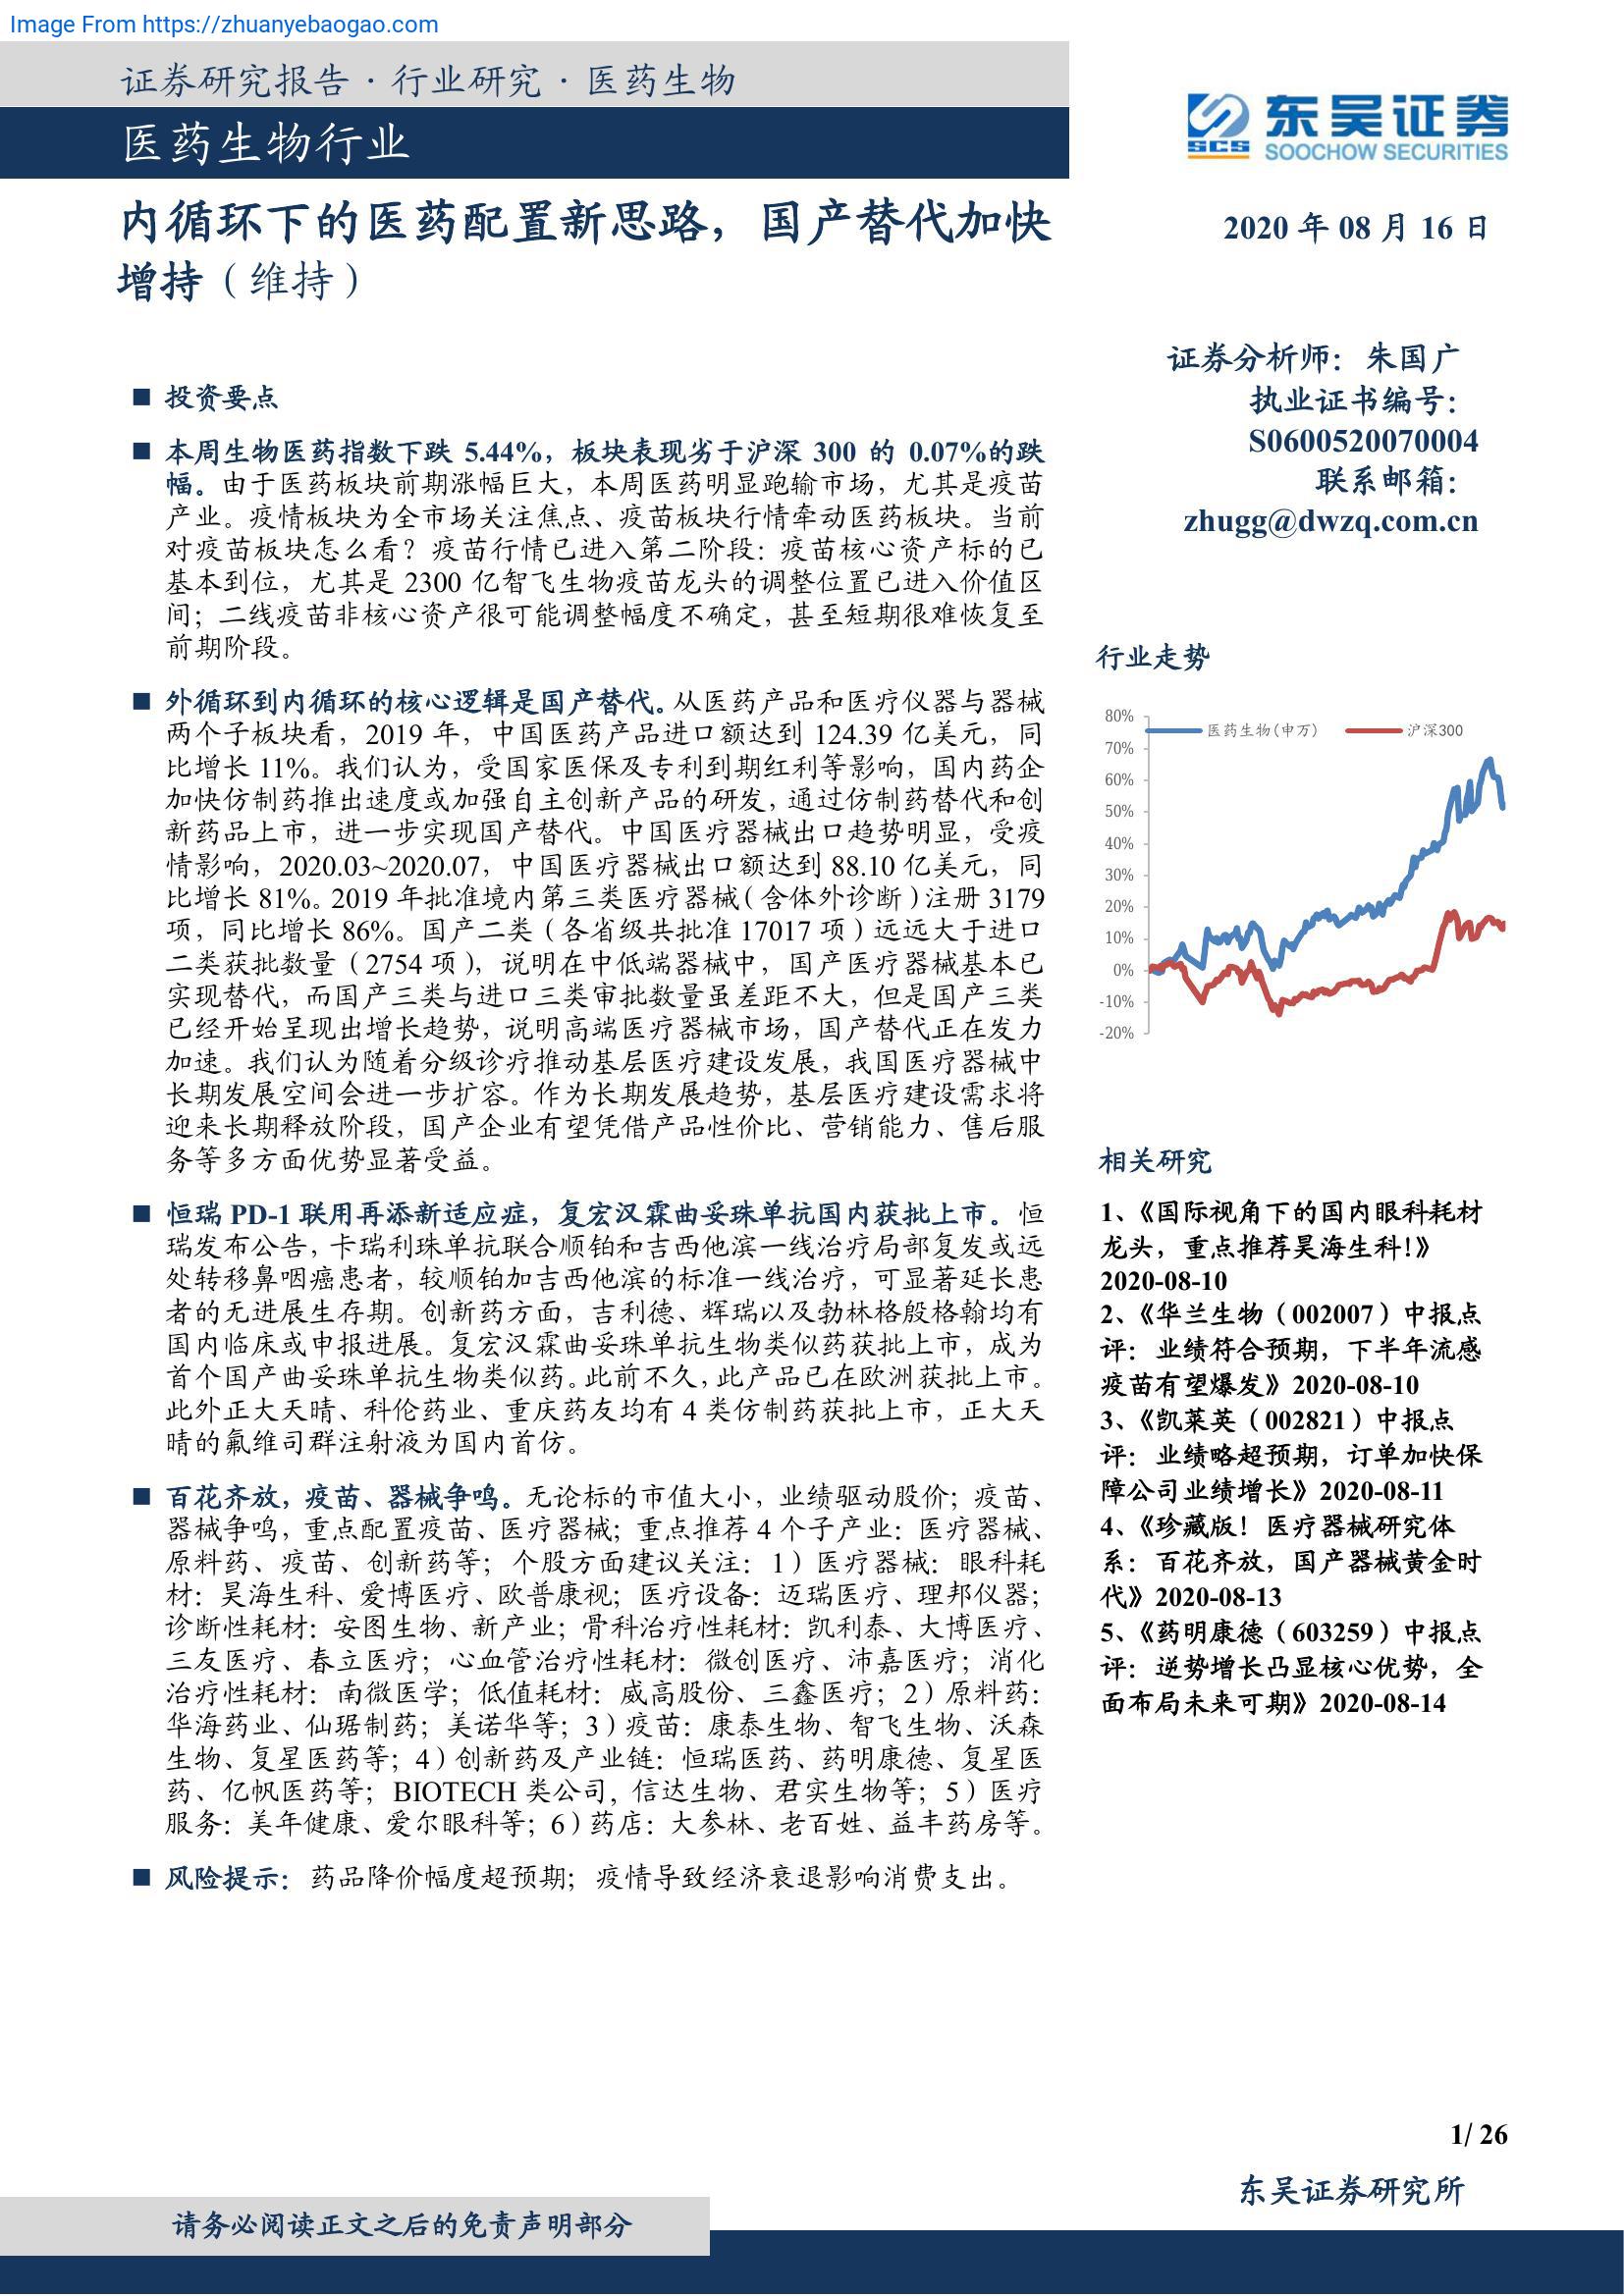 Image From https://zhuanyebaogao.com
证券研究报告·行业研究·医药生物
医药生物行业
东吴证券
SCS
SOOCHOW SECURITIES
内循环下的医药配置新思路，国产替代加快
增持（维持）
2020 年 08 月 16 日
证券分析师：朱国广
执业证书编号：
S0600520070004
联系邮箱：
zhugg@dwzq.com.cn
■ 投资要点
■ 本周生物医药指数下跌 5.44%，板块表现劣于沪深 300 的 0.07%的跌
幅。由于医药板块前期涨幅巨大，本周医药明显跑输市场，尤其是疫苗
产业。疫情板块为全市场关注焦点、疫苗板块行情牵动医药板块。当前
对疫苗板块怎么看？疫苗行情已进入第二阶段：疫苗核心资产标的已
基本到位，尤其是 2300 亿智飞生物疫苗龙头的调整位置已进入价值区
间；二线疫苗非核心资产很可能调整幅度不确定，甚至短期很难恢复至
前期阶段。
■ 外循环到内循环的核心逻辑是国产替代。从医药产品和医疗仪器与器械
两个子板块看，2019 年，中国医药产品进口额达到 124.39 亿美元，同
比增长 11%。我们认为，受国家医保及专利到期红利等影响，国内药企
加快仿制药推出速度或加强自主创新产品的研发，通过仿制药替代和创
新药品上市，进一步实现国产替代。中国医疗器械出口趋势明显，受疫
情影响，2020.03~2020.07，中国医疗器械出口额达到 88.10 亿美元，同
比增长 81%。2019 年批准境内第三类医疗器械（含体外诊断）注册 3179
项，同比增长 86%。国产二类（各省级共批准 17017 项）远远大于进口
二类获批数量（2754 项），说明在中低端器械中，国产医疗器械基本已
实现替代，而国产三类与进口三类审批数量虽差距不大，但是国产三类
已经开始呈现出增长趋势，说明高端医疗器械市场，国产替代正在发力
加速。我们认为随着分级诊疗推动基层医疗建设发展，我国医疗器械中
长期发展空间会进一步扩容。作为长期发展趋势，基层医疗建设需求将
迎来长期释放阶段，国产企业有望凭借产品性价比、营销能力、售后服
务等多方面优势显著受益。
■ 恒瑞 PD-1 联用再添新适应症，复宏汉霖曲妥珠单抗国内获批上市。恒
瑞发布公告，卡瑞利珠单抗联合顺铂和吉西他滨一线治疗局部复发或远
处转移鼻咽癌患者，较顺铂加吉西他滨的标准一线治疗，可显著延长患
者的无进展生存期。创新药方面，吉利德、辉瑞以及勃林格殷格翰均有
国内临床或申报进展。复宏汉霖曲妥珠单抗生物类似药获批上市，成为
首个国产曲妥珠单抗生物类似药。此前不久，此产品已在欧洲获批上市。
此外正大天晴、科伦药业、重庆药友均有 4 类仿制药获批上市，正大天
晴的氟维司群注射液为国内首仿。
■ 百花齐放，疫苗、器械争鸣。无论标的市值大小，业绩驱动股价；疫苗、
器械争鸣，重点配置疫苗、医疗器械；重点推荐 4 个子产业：医疗器械、
原料药、疫苗、创新药等；个股方面建议关注：1）医疗器械：眼科耗
材：昊海生科、爱博医疗、欧普康视；医疗设备：迈瑞医疗、理邦仪器；
诊断性耗材：安图生物、新产业；骨科治疗性耗材：凯利泰、大博医疗、
三友医疗、春立医疗；心血管治疗性耗材：微创医疗、沛嘉医疗；消化
治疗性耗材：南微医学；低值耗材：威高股份、三鑫医疗；2）原料药：
华海药业、仙琚制药；美诺华等；3）疫苗：康泰生物、智飞生物、沃森
生物、复星医药等；4）创新药及产业链：恒瑞医药、药明康德、复星医
药、亿帆医药等；BIOTECH 类公司，信达生物、君实生物等；5）医疗
服务：美年健康、爱尔眼科等；6）药店：大参林、老百姓、益丰药房等。
■ 风险提示：药品降价幅度超预期；疫情导致经济衰退影响消费支出。
行业走势
医药生物(申万)
沪深300
80%
70%
60%
50%
40%
30%
20%
10%
0%
-10%
-20%
相关研究
1、《国际视角下的国内眼科耗材
龙头，重点推荐昊海生科!》
2020-08-10
2、《华兰生物（002007）中报点
评：业绩符合预期，下半年流感
疫苗有望爆发》2020-08-10
3、《凯莱英（002821）中报点
评：业绩略超预期，订单加快保
障公司业绩增长》2020-08-11
4、《珍藏版！医疗器械研究体
系：百花齐放，国产器械黄金时
代》2020-08-13
5、《药明康德（603259）中报点
评：逆势增长凸显核心优势，全
面布局未来可期》2020-08-14
1/ 26
东吴证券研究所
请务必阅读正文之后的免责声明部分